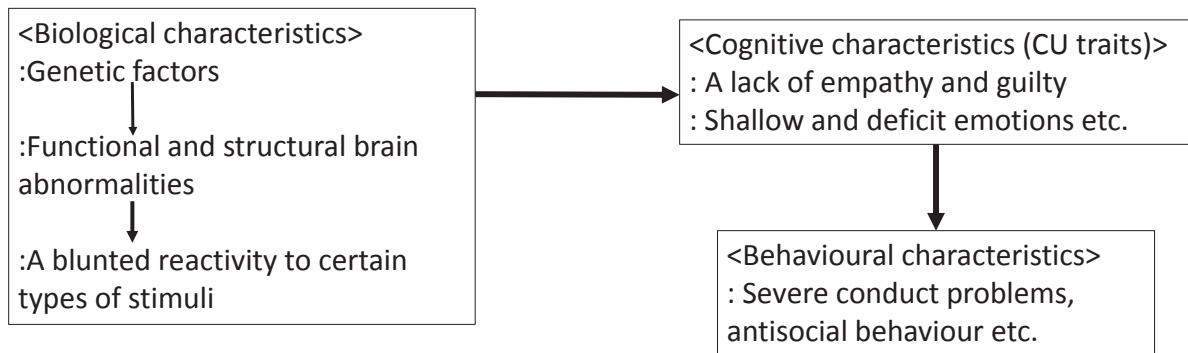 <Biological characteristics>
:Genetic factors
:Functional and structural brain
abnormalities
:A blunted reactivity to certain
types of stimuli
<Cognitive characteristics (CU traits)>
: A lack of empathy and guilty
: Shallow and deficit emotions etc.
<Behavioural characteristics>
: Severe conduct problems,
antisocial behaviour etc.